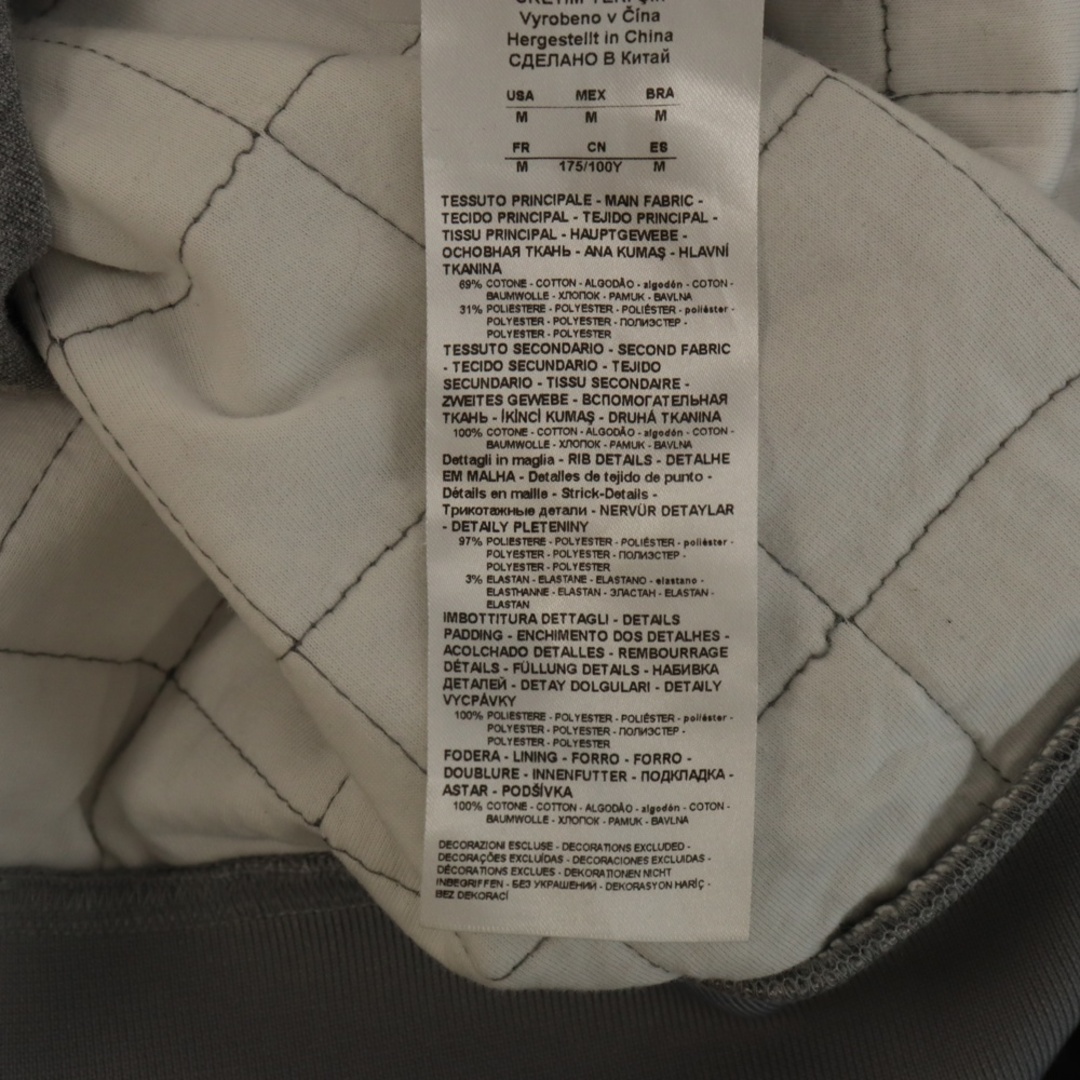 Vyrobeno v Čína
Hergestellt in China
СДЕЛАНО В Китай
USA MEX BRA
M M M
FR CN ES
M 175/100Y M
TESSUTO PRINCIPALE - MAIN FABRIC -
TECIDO PRINCIPAL - TEJIDO PRINCIPAL -
TISSU PRINCIPAL - HAUPTGEWEBE -
ОСНОВНАЯ ТКАНЬ - ANA KUMAŞ - HLAVNÍ
TKANINA
69% COTONE - COTTON - ALGODÃO - algodón - COTON -
BAUMWOLLE - ХЛОПОК - PAMUK - BAVLNA
31% POLIESTERE - POLYESTER - POLIÉSTER - poliéster -
POLYESTER - POLYESTER - ПОЛИЭСТЕР -
POLYESTER - POLYESTER
TESSUTO SECONDARIO - SECOND FABRIC
- TECIDO SECUNDARIO - TEJIDO
SECUNDARIO - TISSU SECONDAIRE -
ZWEITES GEWEBE - ВСПОМОГАТЕЛЬНАЯ
ТКАНЬ - İKİNCİ KUMAŞ - DRUHÁ TKANINA
100% COTONE - COTTON - ALGODÃO - algodón - COTON -
BAUMWOLLE - ХЛОПОК - PAMUK - BAVLNA
Dettagli in maglia - RIB DETAILS - DETALHE
EM MALHA - Detalles de tejido de punto -
Détails en maille - Strick-Details -
Трикотажные детали - NERVÜR DETAYLAR
- DETAILY PLETENINY
97% POLIESTERE - POLYESTER - POLIÉSTER - poliéster -
POLYESTER - POLYESTER - ПОЛИЭСТЕР -
POLYESTER - POLYESTER
3% ELASTAN - ELASTANE - ELASTANO - elastano -
ELASTHANNE - ELASTAN - ЭЛАСТАН - ELASTAN -
ELASTAN
IMBOTTITURA DETTAGLI - DETAILS
PADDING - ENCHIMENTO DOS DETALHES -
ACOLCHADO DETALLES - REMBOURRAGE
DÉTAILS - FÜLLUNG DETAILS - НАБИВКА
ДЕТАЛЕЙ - DETAY DOLGULARI - DETAILY
VYCPÁVKY
100% POLIESTERE - POLYESTER - POLIÉSTER - poliéster -
POLYESTER - POLYESTER - ПОЛИЭСТЕР -
POLYESTER - POLYESTER
FODERA - LINING - FORRO - FORRO -
DOUBLURE - INNENFUTTER - ПОДКЛАДКА -
ASTAR - PODŠÍVKA
100% COTONE - COTTON - ALGODÃO - algodón - COTON -
BAUMWOLLE - ХЛОПОК - PAMUK - BAVLNA
DECORAZIONI ESCLUSE - DECORATIONS EXCLUDED -
DECORAÇÕES EXCLUÍDAS - DECORACIONES EXCLUIDAS -
DÉCORATIONS EXCLUES - DEKORATIONEN NICHT
INBEGRIFFEN - БЕЗ УКРАШЕНИЙ - DEKORASYON HARİÇ -
BEZ DEKORACÍ